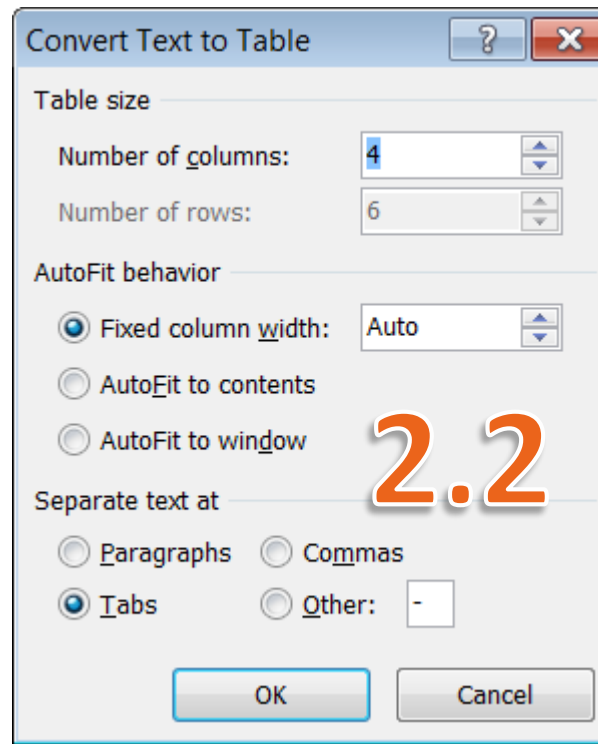 Convert Text to Table
Table size
Number of columns: 4
Number of rows: 6
AutoFit behavior
Fixed column width: Auto
AutoFit to contents
AutoFit to window
2.2
Separate text at
Paragraphs Commas
Tabs Other: -
OK Cancel